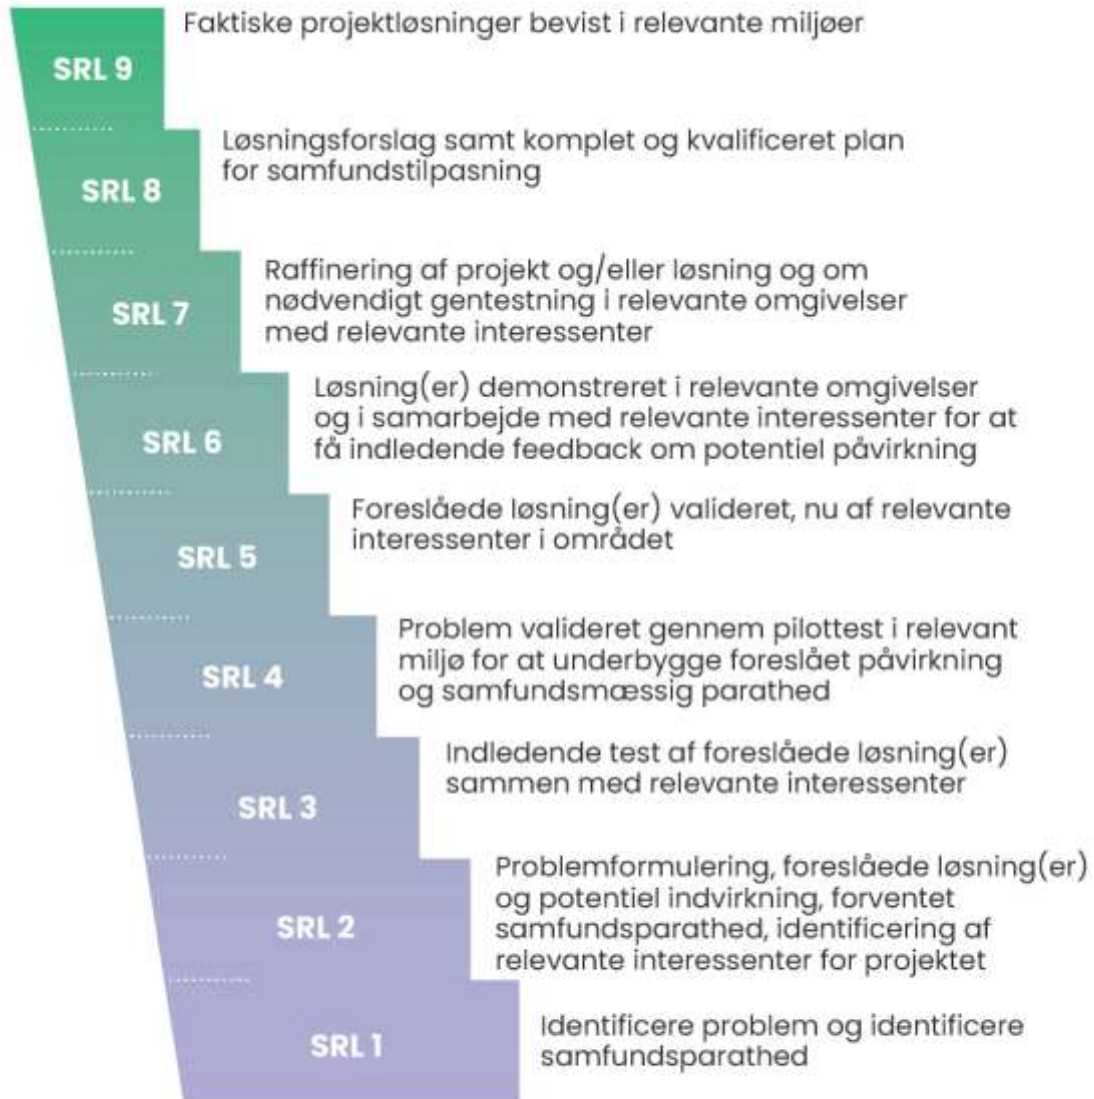 Faktiske projektløsninger bevist i relevante miljøer
SRL 9
Løsningsforslag samt komplet og kvalificeret plan
for samfundstilpasning
SRL 8
Raffinering af projekt og/eller løsning og om
nødvendigt gentestning i relevante omgivelser
med relevante interessenter
SRL 7
Løsning(er) demonstreret i relevante omgivelser
og i samarbejde med relevante interessenter for at
få indledende feedback om potentiel påvirkning
SRL 6
Foreslåede løsning(er) valideret, nu af relevante
interessenter i området
SRL 5
Problem valideret gennem pilottest i relevant
miljø for at underbygge foreslået påvirkning
og samfundsmæssig parathed
SRL 4
Indledende test af foreslåede løsning(er)
sammen med relevante interessenter
SRL 3
Problemformulering, foreslåede løsning(er)
og potentiel indvirkning, forventet
samfundsparathed, identificering af
relevante interessenter for projektet
SRL 2
Identificere problem og identificere
samfundsparathed
SRL 1